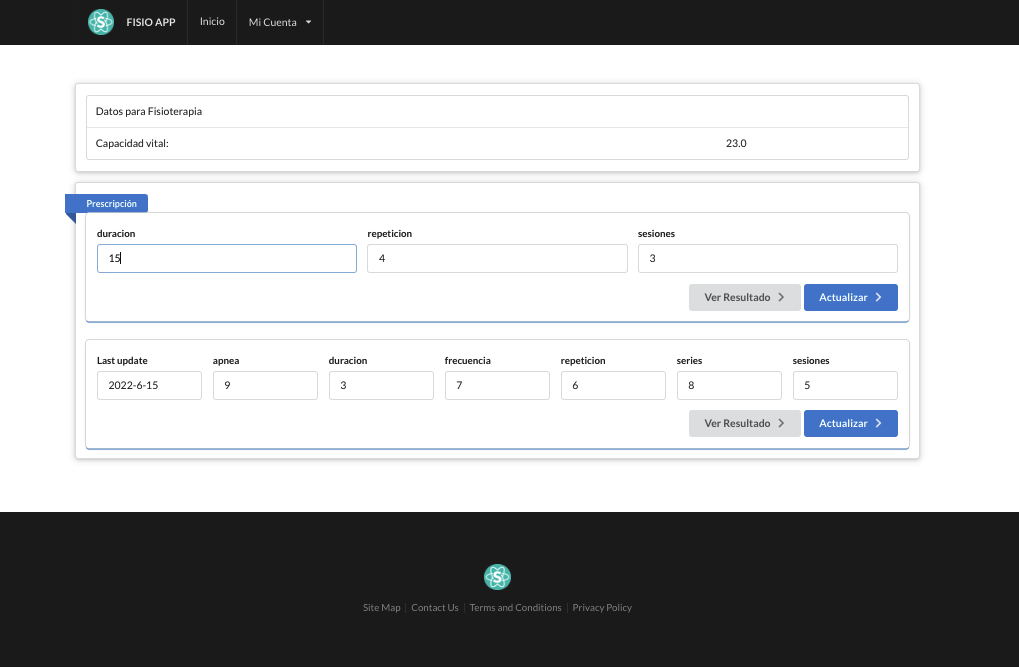 FISIO APP Inicio Mi Cuenta
Datos para Fisioterapia
Capacidad vital: 23.0
Prescripción
duracion repeticion sesiones
15 4 3
Ver Resultado Actualizar
Last update apnea duracion frecuencia repeticion series sesiones
2022-6-15 9 3 7 6 8 5
Ver Resultado Actualizar
S
Site Map Contact Us Terms and Conditions Privacy Policy